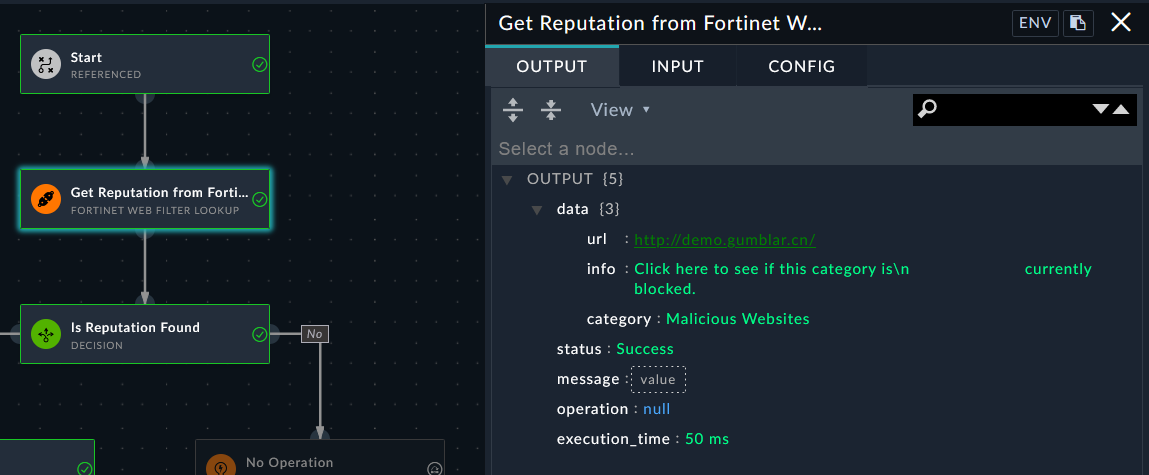 Start
REFERENCED
Get Reputation from Forti...
FORTINET WEB FILTER LOOKUP
Is Reputation Found
DECISION
No
No Operation
Get Reputation from Fortinet W...
ENV
OUTPUT INPUT CONFIG
View
Select a node...
OUTPUT {5}
data {3}
url : http://demo.gumblar.cn/
info : Click here to see if this category is\n currently
blocked.
category : Malicious Websites
status : Success
message : value
operation : null
execution_time : 50 ms